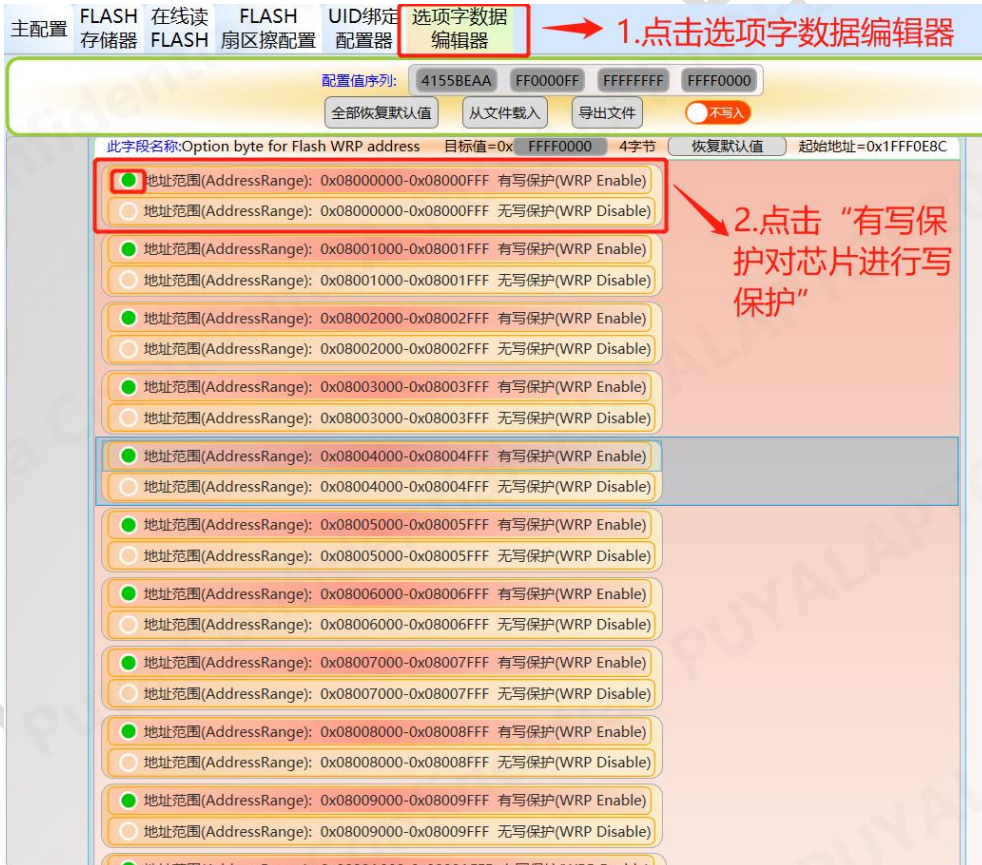 主配置 FLASH 存储器 在线读 FLASH FLASH 扇区擦配置 UID绑定 配置器 选项字数据 编辑器 1.点击选项字数据编辑器
配置值序列: 4155BEAA FF0000FF FFFFFFFF FFFF0000
全部恢复默认值 从文件载入 导出文件 不写入
此字段名称:Option byte for Flash WRP address 目标值=0x FFFF0000 4字节 恢复默认值 起始地址=0x1FFF0E8C
地址范围(AddressRange): 0x08000000-0x08000FFF 有写保护(WRP Enable)
地址范围(AddressRange): 0x08000000-0x08000FFF 无写保护(WRP Disable)
2.点击“有写保
护对芯片进行写
保护”
地址范围(AddressRange): 0x08001000-0x08001FFF 有写保护(WRP Enable)
地址范围(AddressRange): 0x08001000-0x08001FFF 无写保护(WRP Disable)
地址范围(AddressRange): 0x08002000-0x08002FFF 有写保护(WRP Enable)
地址范围(AddressRange): 0x08002000-0x08002FFF 无写保护(WRP Disable)
地址范围(AddressRange): 0x08003000-0x08003FFF 有写保护(WRP Enable)
地址范围(AddressRange): 0x08003000-0x08003FFF 无写保护(WRP Disable)
地址范围(AddressRange): 0x08004000-0x08004FFF 有写保护(WRP Enable)
地址范围(AddressRange): 0x08004000-0x08004FFF 无写保护(WRP Disable)
地址范围(AddressRange): 0x08005000-0x08005FFF 有写保护(WRP Enable)
地址范围(AddressRange): 0x08005000-0x08005FFF 无写保护(WRP Disable)
地址范围(AddressRange): 0x08006000-0x08006FFF 有写保护(WRP Enable)
地址范围(AddressRange): 0x08006000-0x08006FFF 无写保护(WRP Disable)
地址范围(AddressRange): 0x08007000-0x08007FFF 有写保护(WRP Enable)
地址范围(AddressRange): 0x08007000-0x08007FFF 无写保护(WRP Disable)
地址范围(AddressRange): 0x08008000-0x08008FFF 有写保护(WRP Enable)
地址范围(AddressRange): 0x08008000-0x08008FFF 无写保护(WRP Disable)
地址范围(AddressRange): 0x08009000-0x08009FFF 有写保护(WRP Enable)
地址范围(AddressRange): 0x08009000-0x08009FFF 无写保护(WRP Disable)